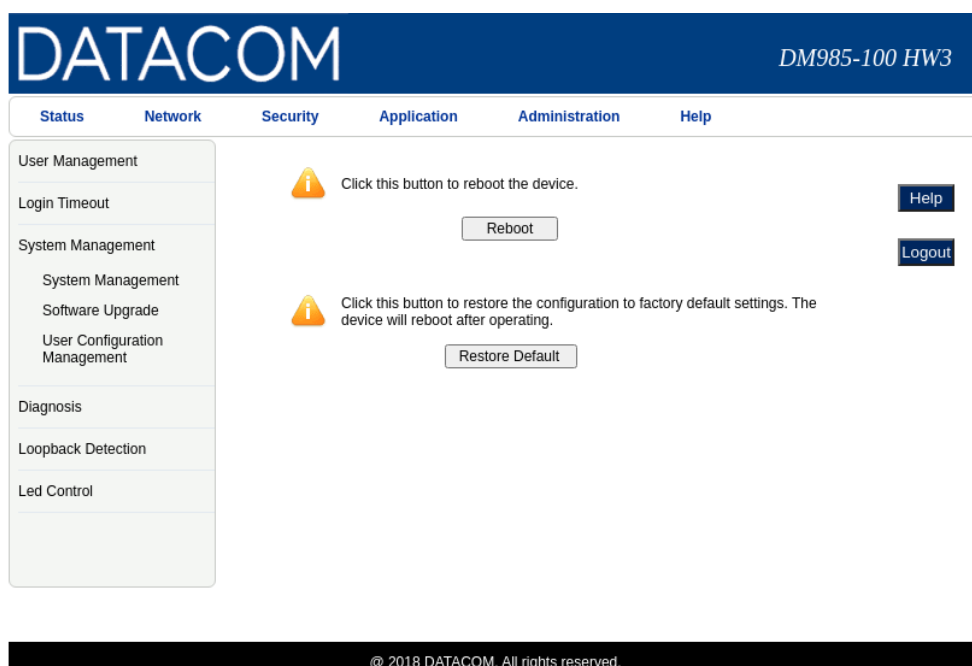 DATACOM
DM985-100 HW3
Status Network Security Application Administration Help
User Management
Login Timeout
System Management
System Management
Software Upgrade
User Configuration
Management
Diagnosis
Loopback Detection
Led Control
Click this button to reboot the device.
Reboot
Click this button to restore the configuration to factory default settings. The
device will reboot after operating.
Restore Default
Help
Logout
@ 2018 DATACOM. All rights reserved.